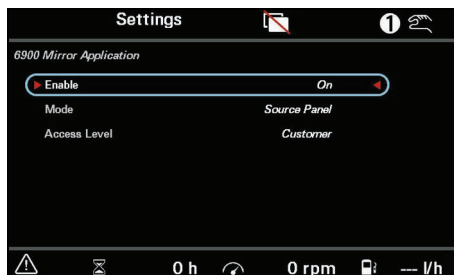 Settings 1
6900 Mirror Application
Enable On
Mode Source Panel
Access Level Customer
0 h 0 rpm --- l/h